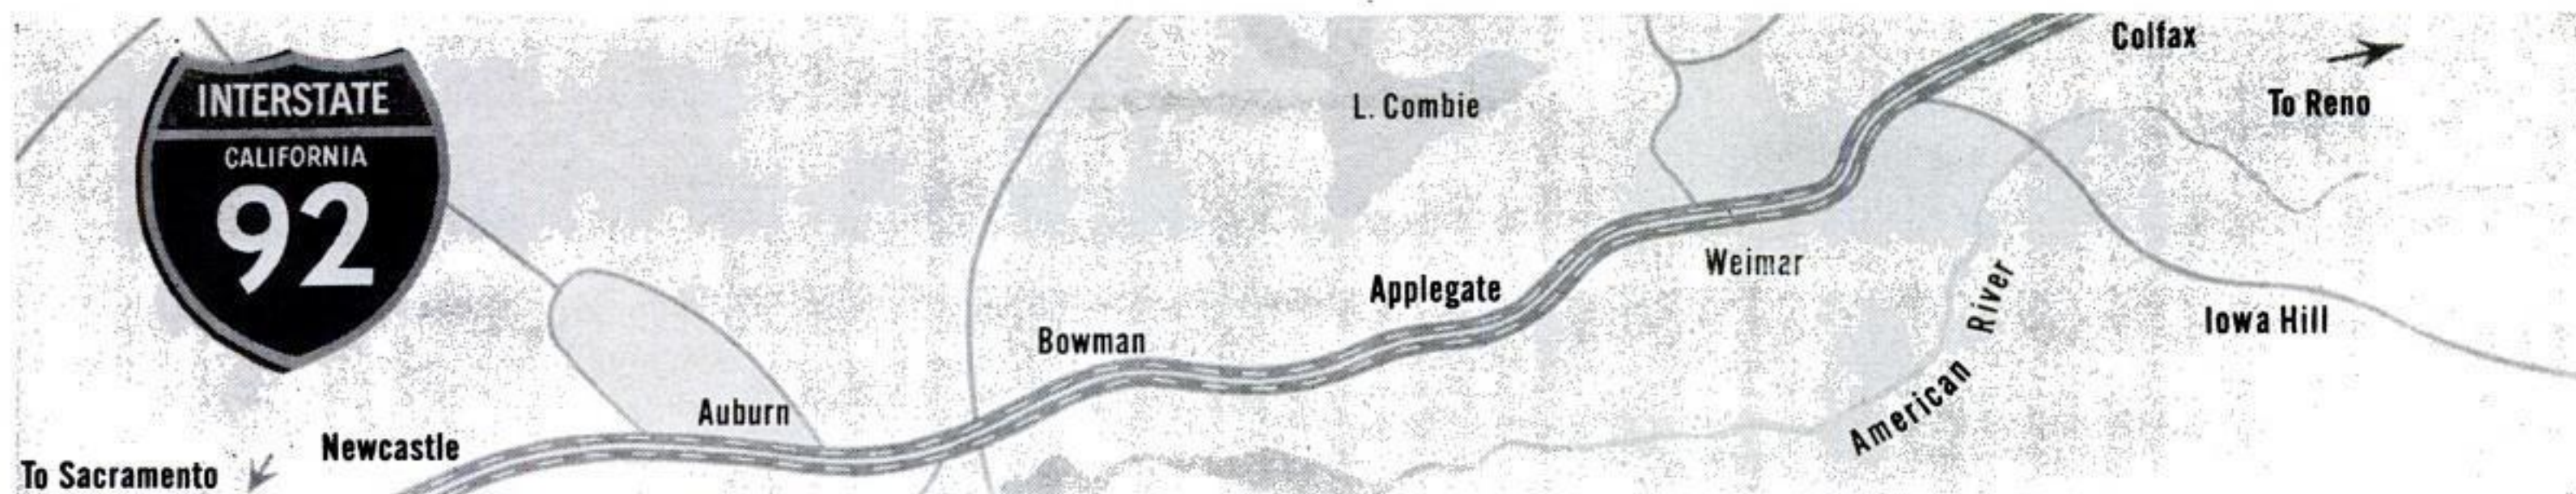 INTERSTATE
CALIFORNIA
92
Colfax
To Reno
L. Combie
Weimar
Applegate
American River
Iowa Hill
Bowman
Auburn
Newcastle
To Sacramento